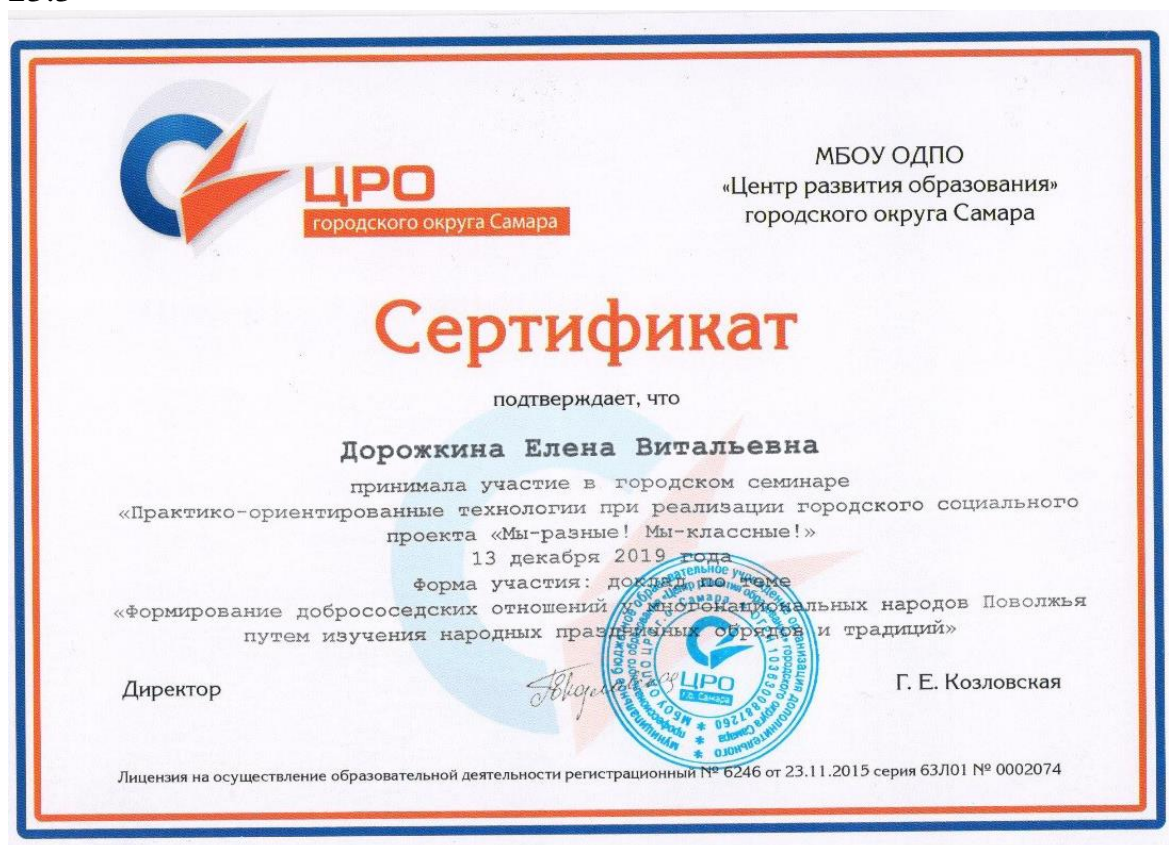 ЦРО
городского округа Самара
МБОУ ОДПО
«Центр развития образования»
городского округа Самара
Сертификат
подтверждает, что
Дорожкина Елена Витальевна
принимала участие в городском семинаре
«Практико-ориентированные технологии при реализации городского социального
проекта «Мы-разные! Мы-классные!»
13 декабря 2019 года
Форма участия: доклад по теме
«Формирование добрососедских отношений у многонациональных народов Поволжья
путем изучения народных праздничных обрядов и традиций»
Директор
Г. Е. Козловская
ЦРО
г.о. Самара
Лицензия на осуществление образовательной деятельности регистрационный № 6246 от 23.11.2015 серия 63Л01 № 0002074